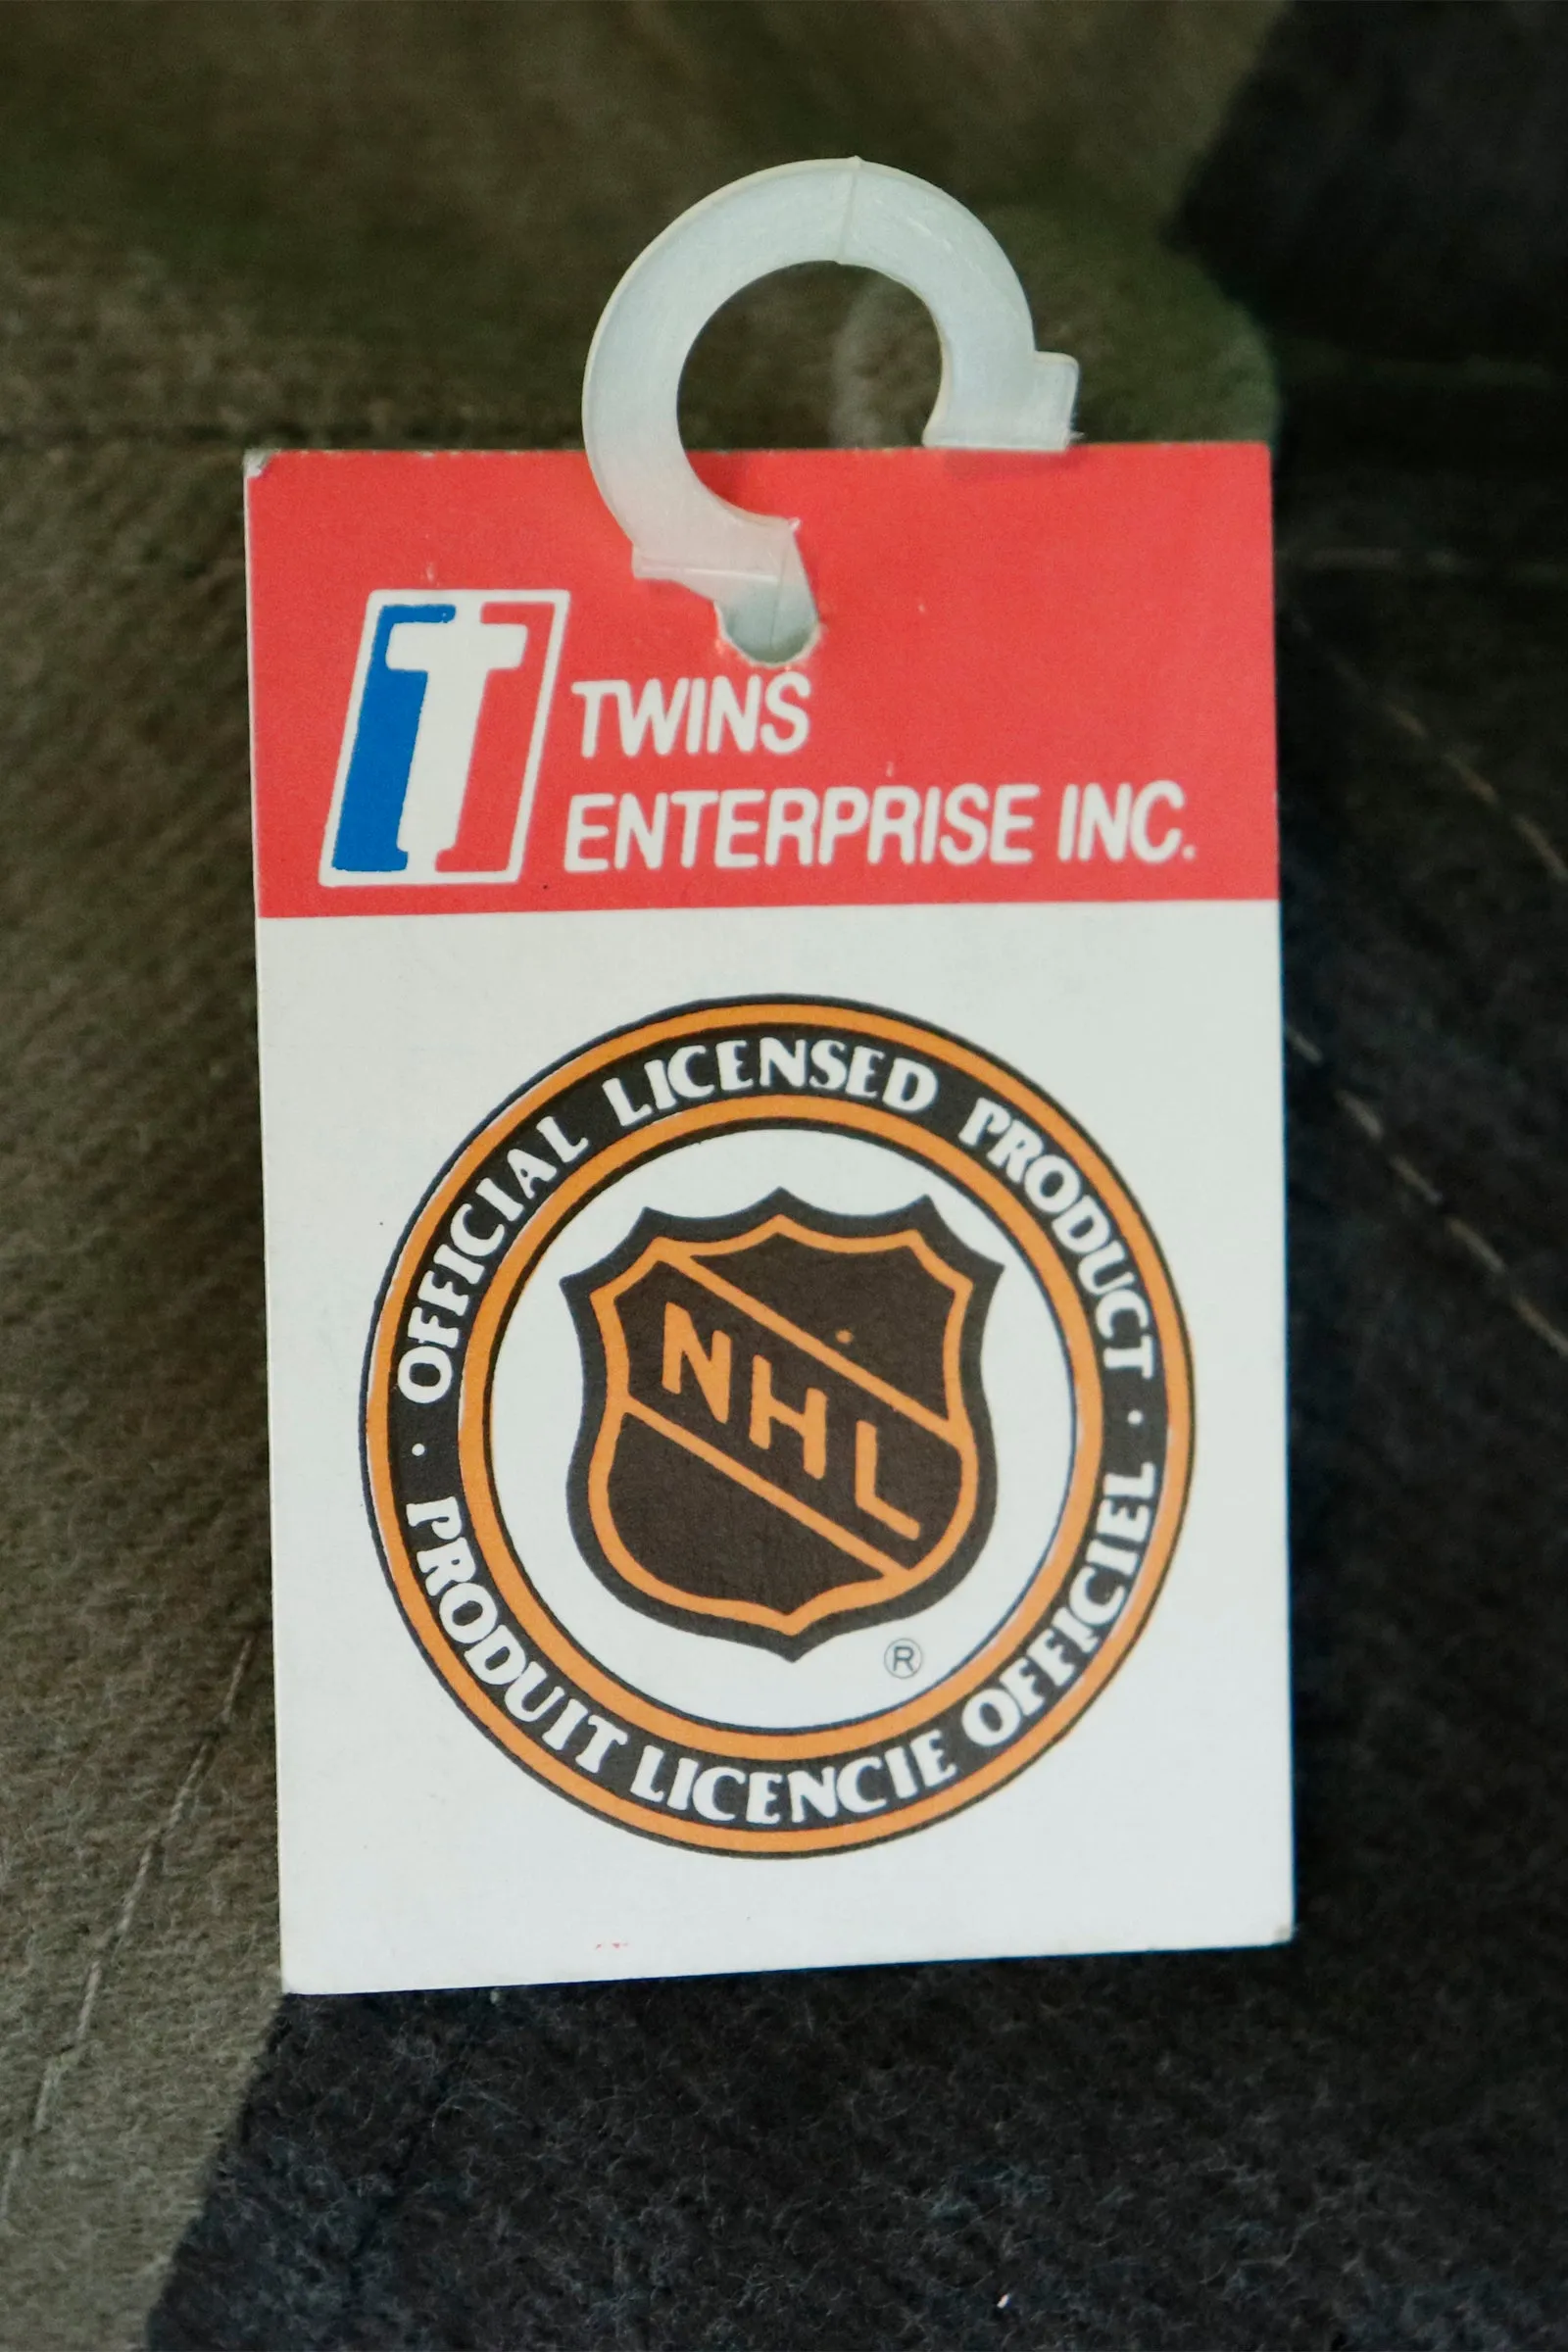 T
TWINS
ENTERPRISE INC.
· OFFICIAL LICENSED PRODUCT ·
NHL
®
PRODUIT LICENCIE OFFICIEL